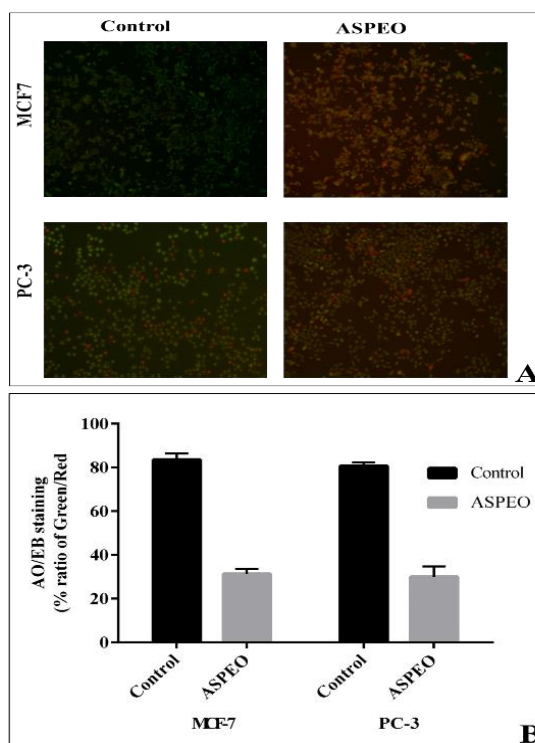 Control ASPEO
MCF7
PC-3
A
100
80
60
40
20
0
AO/EB staining
(% ratio of Green/Red
Control
ASPEO
Control ASPEO Control ASPEO
MCF-7 PC-3
B